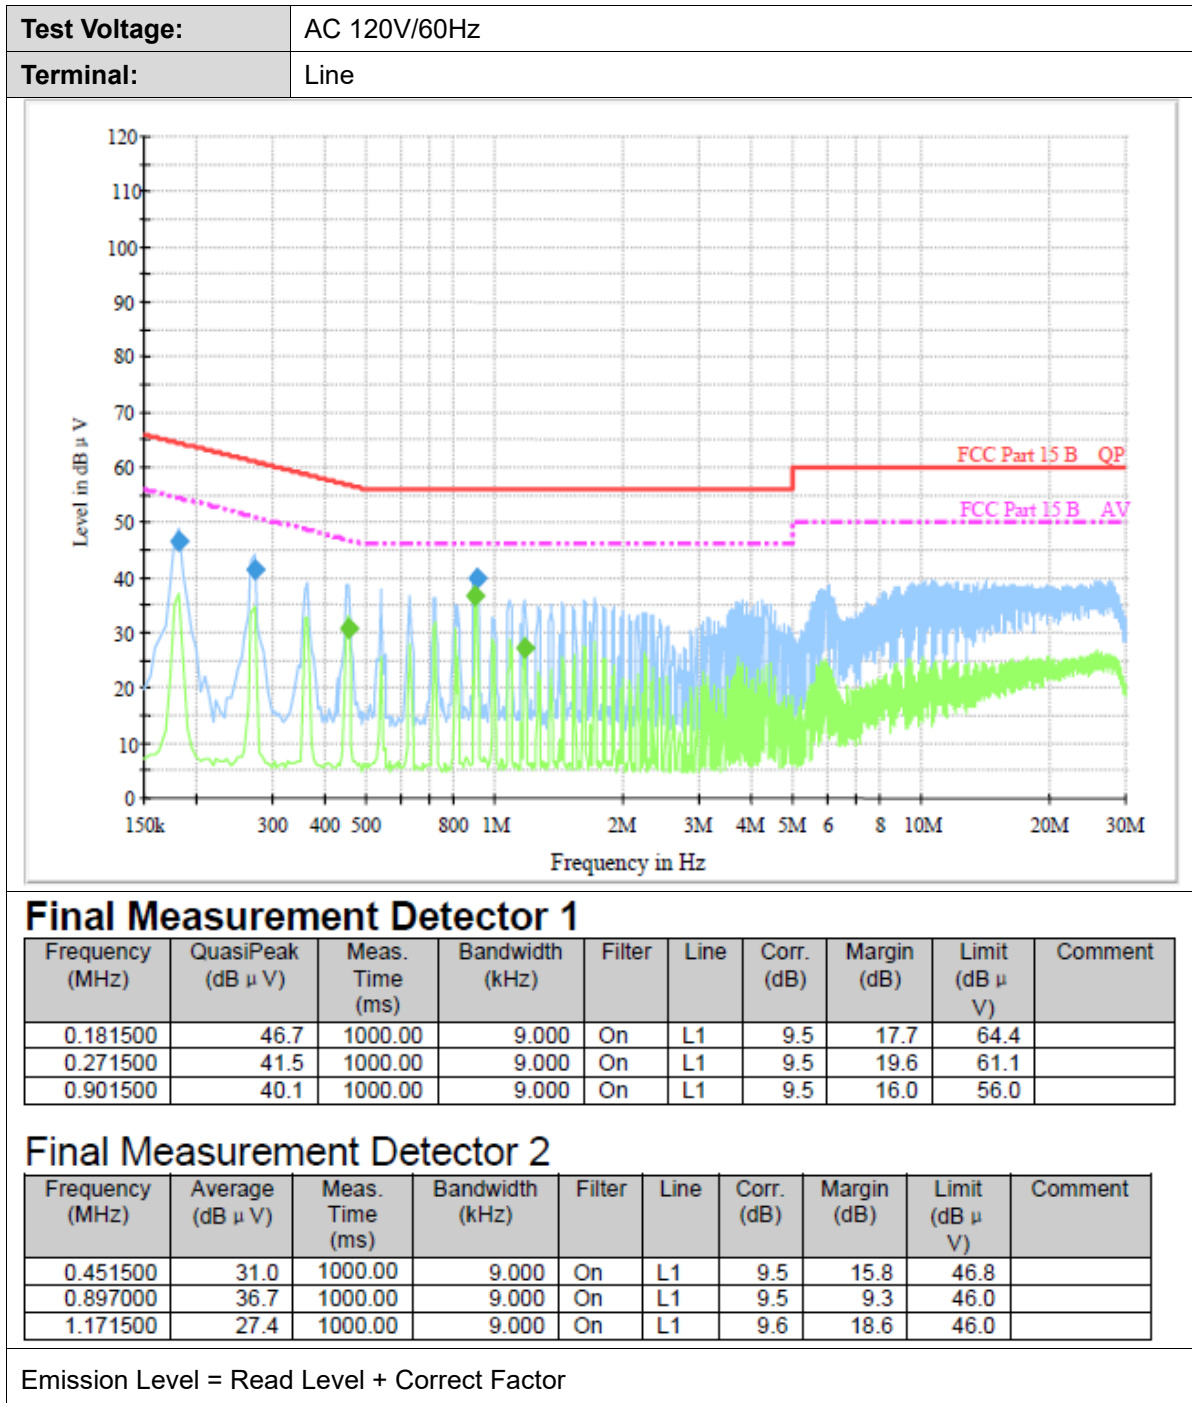 Test Voltage: AC 120V/60Hz
Terminal: Line
120
110
100
90
80
70
60
50
40
30
20
10
0
Level in dB μ V
FCC Part 15 B QP
FCC Part 15 B AV
150k 300 400 500 800 1M 2M 3M 4M 5M 6 8 10M 20M 30M
Frequency in Hz
Final Measurement Detector 1
Frequency (MHz) QuasiPeak (dB μ V) Meas. Time (ms) Bandwidth (kHz) Filter Line Corr. (dB) Margin (dB) Limit (dB μ V) Comment
0.181500 46.7 1000.00 9.000 On L1 9.5 17.7 64.4
0.271500 41.5 1000.00 9.000 On L1 9.5 19.6 61.1
0.901500 40.1 1000.00 9.000 On L1 9.5 16.0 56.0
Final Measurement Detector 2
Frequency (MHz) Average (dB μ V) Meas. Time (ms) Bandwidth (kHz) Filter Line Corr. (dB) Margin (dB) Limit (dB μ V) Comment
0.451500 31.0 1000.00 9.000 On L1 9.5 15.8 46.8
0.897000 36.7 1000.00 9.000 On L1 9.5 9.3 46.0
1.171500 27.4 1000.00 9.000 On L1 9.6 18.6 46.0
Emission Level = Read Level + Correct Factor